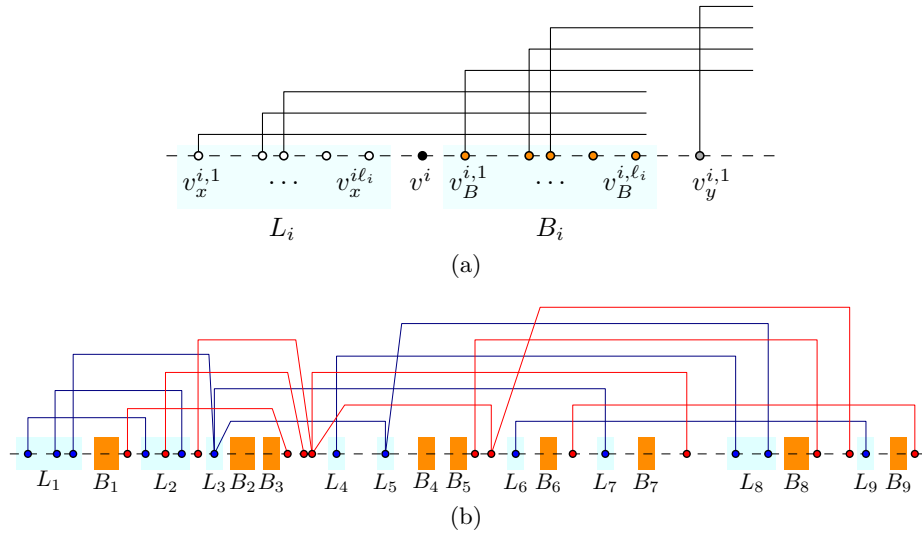 v_x^{i,1} ⋯ v_x^{iℓ_i} v^i v_B^{i,1} ⋯ v_B^{i,ℓ_i} v_y^{i,1}
L_i B_i
(a)
L_1 B_1 L_2 L_3 B_2 B_3 L_4 L_5 B_4 B_5 L_6 B_6 L_7 B_7 L_8 B_8 L_9 B_9
(b)